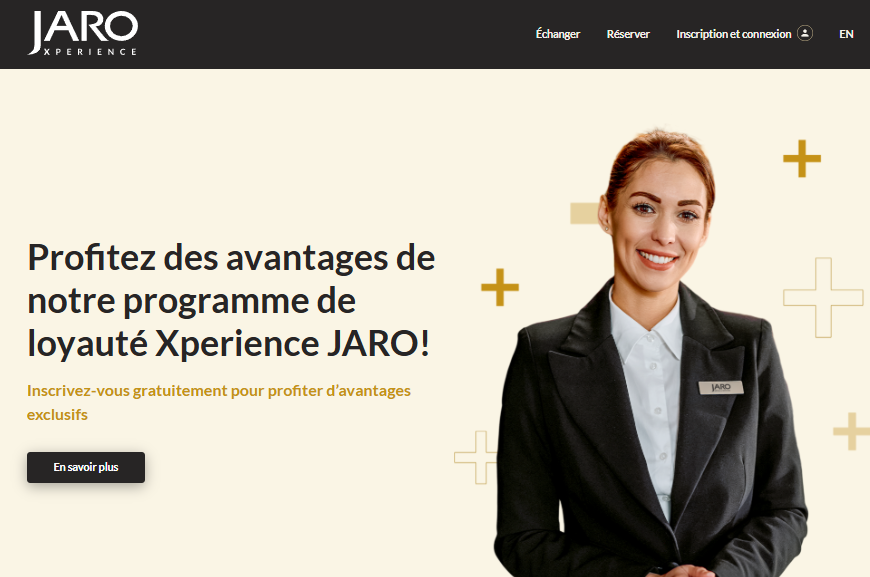 JARO
XPERIENCE
Échanger
Réserver
Inscription et connexion
EN
Profitez des avantages de
notre programme de
loyauté Xperience JARO!
Inscrivez-vous gratuitement pour profiter d’avantages
exclusifs
En savoir plus
JARO